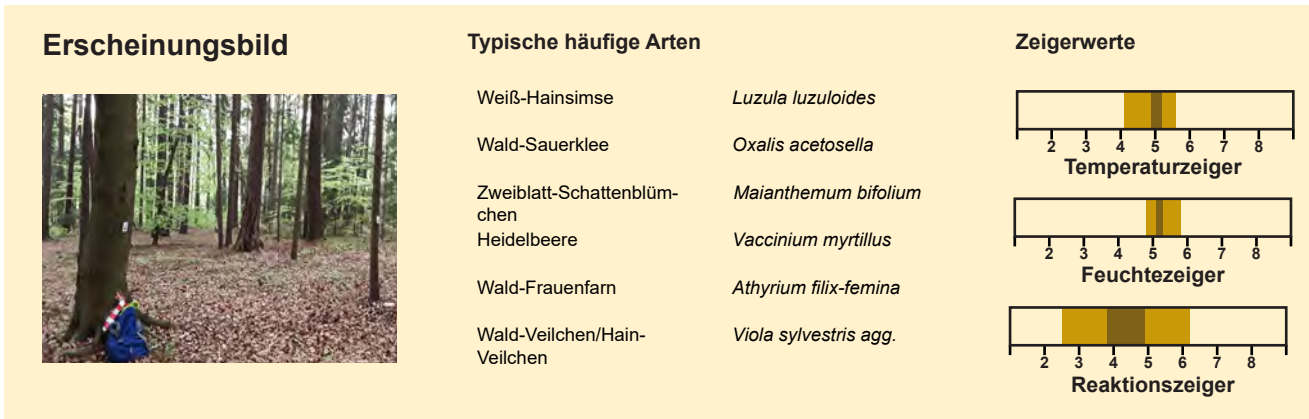 Erscheinungsbild
Typische häufige Arten
Weiß-Hainsimse Luzula luzuloides
Wald-Sauerklee Oxalis acetosella
Zweiblatt-Schattenblüm- Maianthemum bifolium
chen
Heidelbeere Vaccinium myrtillus
Wald-Frauenfarn Athyrium filix-femina
Wald-Veilchen/Hain- Viola sylvestris agg.
Veilchen
Zeigerwerte
2 3 4 5 6 7 8
Temperaturzeiger
2 3 4 5 6 7 8
Feuchtezeiger
2 3 4 5 6 7 8
Reaktionszeiger